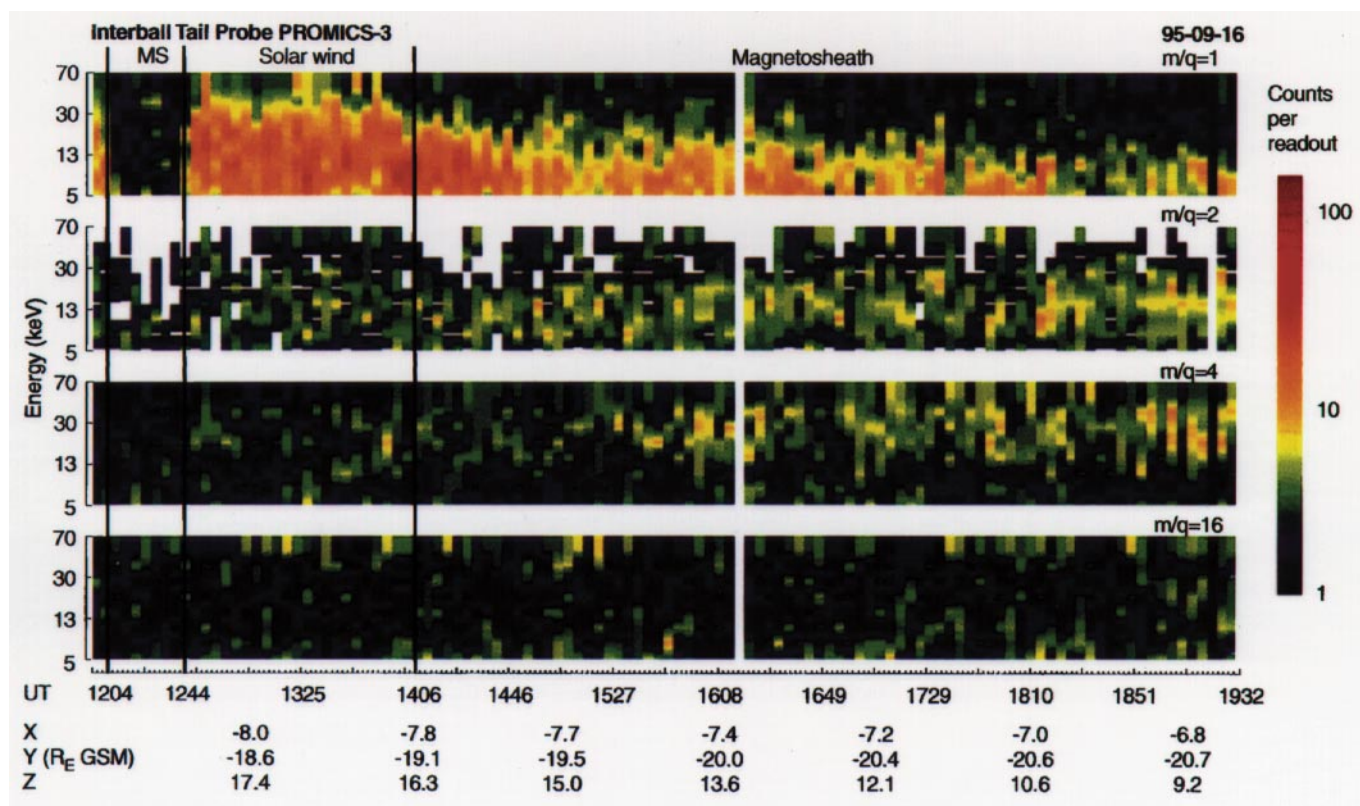 Interball Tail Probe PROMICS-3 95-09-16
MS Solar wind Magnetosheath m/q=1
70
30
13
5
m/q=2
70
30
13
5
m/q=4
70
30
13
5
m/q=16
70
30
13
5
Energy (keV)
Counts
per
readout
100
10
1
UT 1204 1244 1325 1406 1446 1527 1608 1649 1729 1810 1851 1932
X -8.0 -7.8 -7.7 -7.4 -7.2 -7.0 -6.8
Y (RE GSM) -18.6 -19.1 -19.5 -20.0 -20.4 -20.6 -20.7
Z 17.4 16.3 15.0 13.6 12.1 10.6 9.2